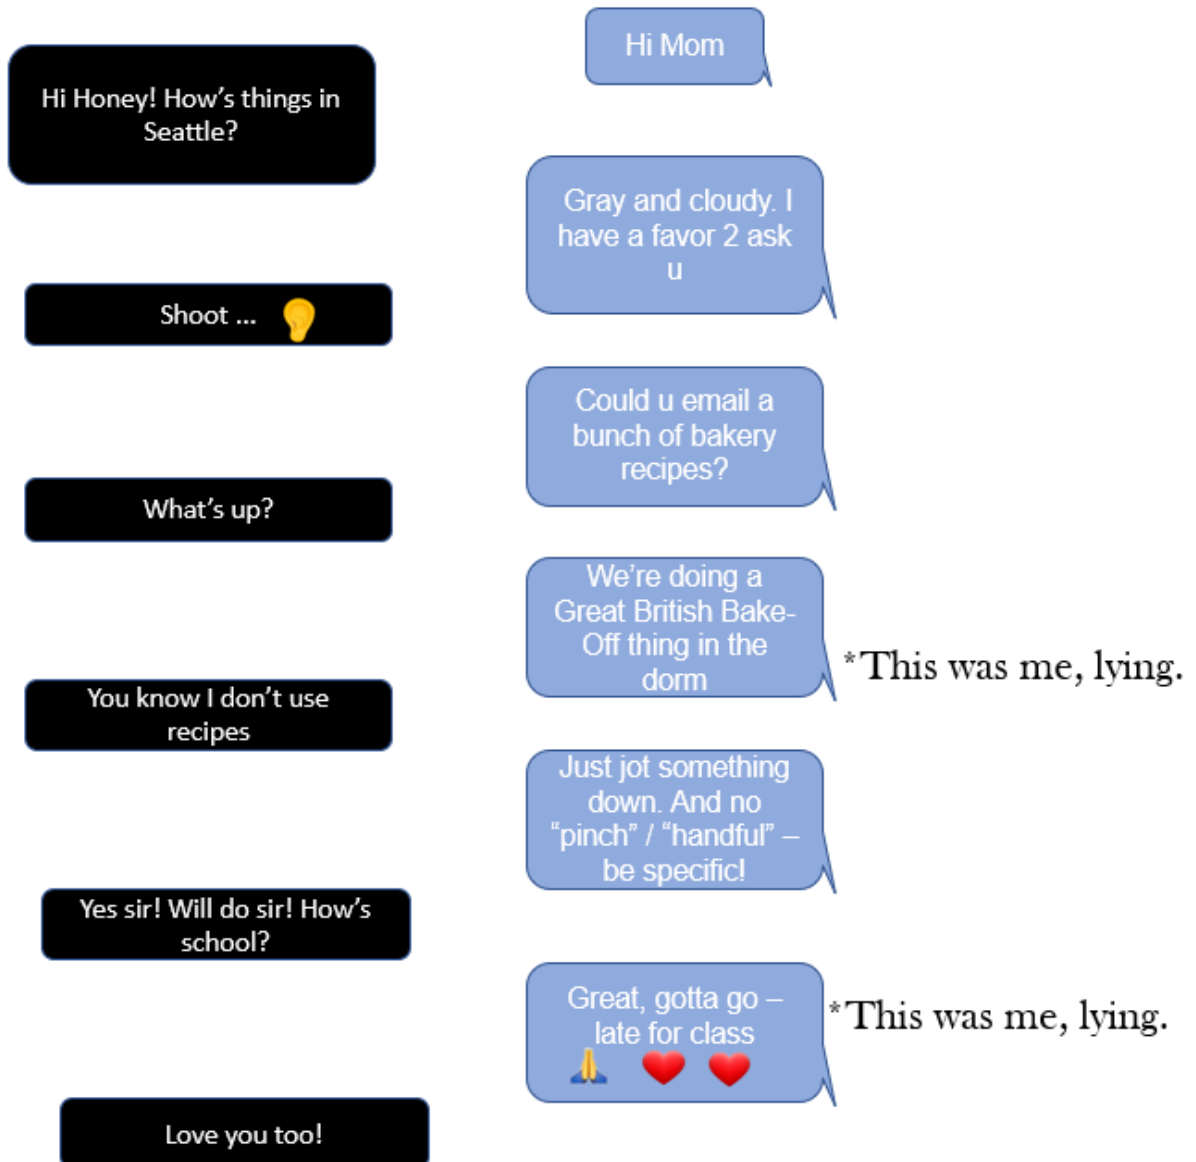 Hi Mom
Hi Honey! How’s things in
Seattle?
Gray and cloudy. I
have a favor 2 ask
u
Shoot ...
Could u email a
bunch of bakery
recipes?
What’s up?
We’re doing a
Great British Bake-
Off thing in the
dorm
*This was me, lying.
You know I don’t use
recipes
Just jot something
down. And no
“pinch” / “handful” –
be specific!
Yes sir! Will do sir! How’s
school?
Great, gotta go –
late for class
*This was me, lying.
Love you too!